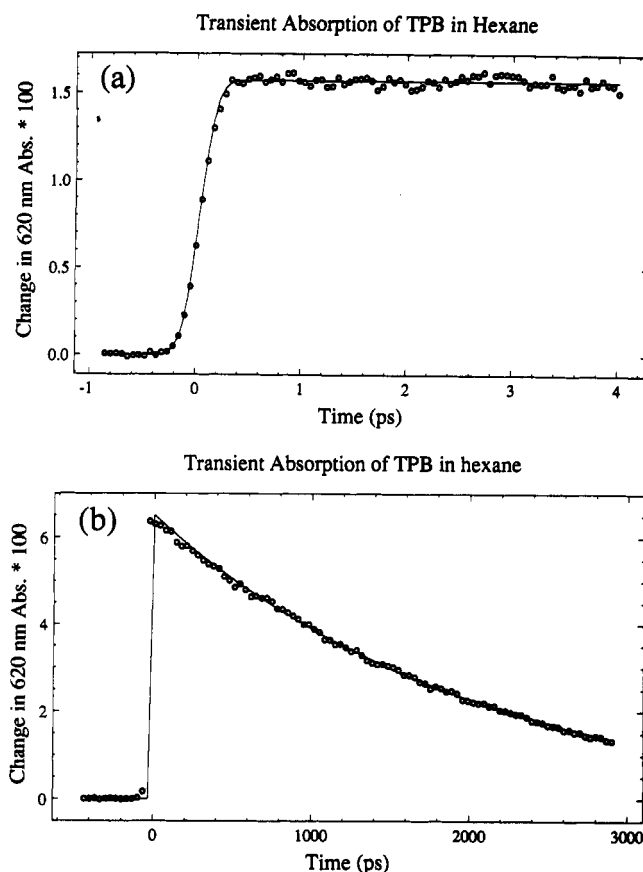 Transient Absorption of TPB in Hexane
(a)
Change in 620 nm Abs. * 100
1.5
1.0
0.5
0.0
-1
0
1
2
3
4
Time (ps)
Transient Absorption of TPB in hexane
(b)
Change in 620 nm Abs. * 100
6
4
2
0
0
1000
2000
3000
Time (ps)